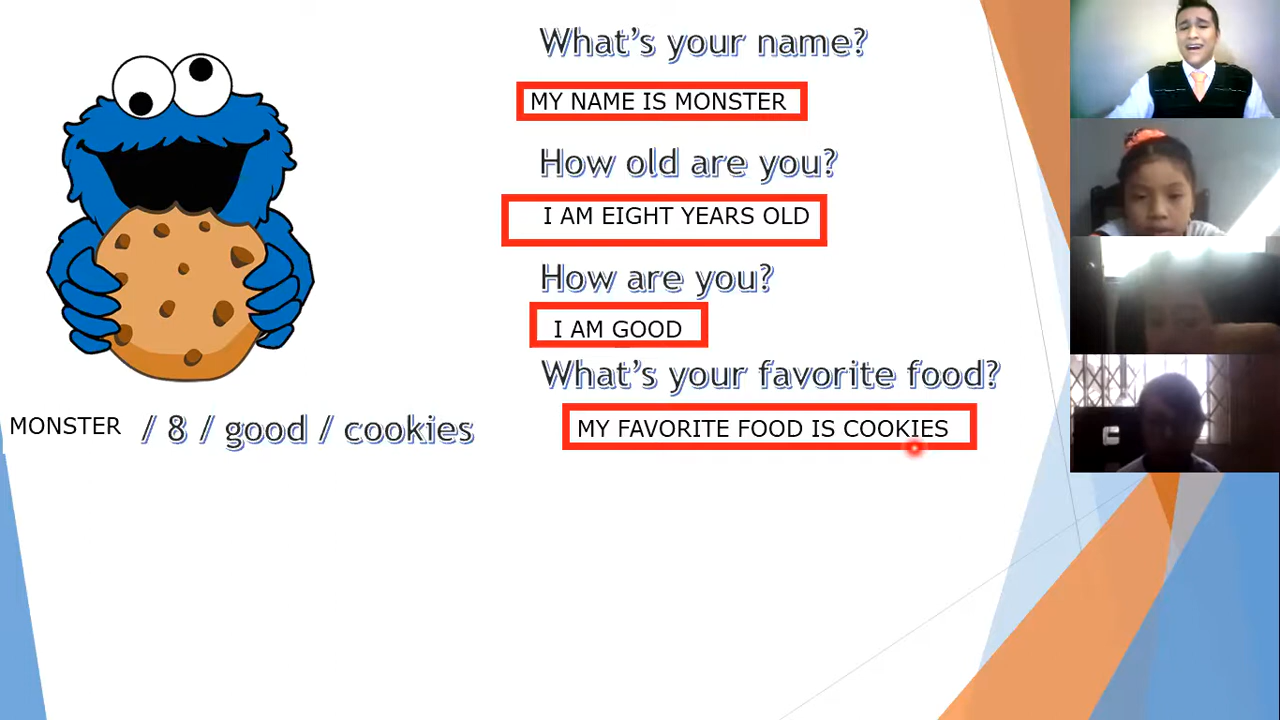 What's your name?
MY NAME IS MONSTER
How old are you?
I AM EIGHT YEARS OLD
How are you?
I AM GOOD
What's your favorite food?
MY FAVORITE FOOD IS COOKIES
MONSTER / 8 / good / cookies